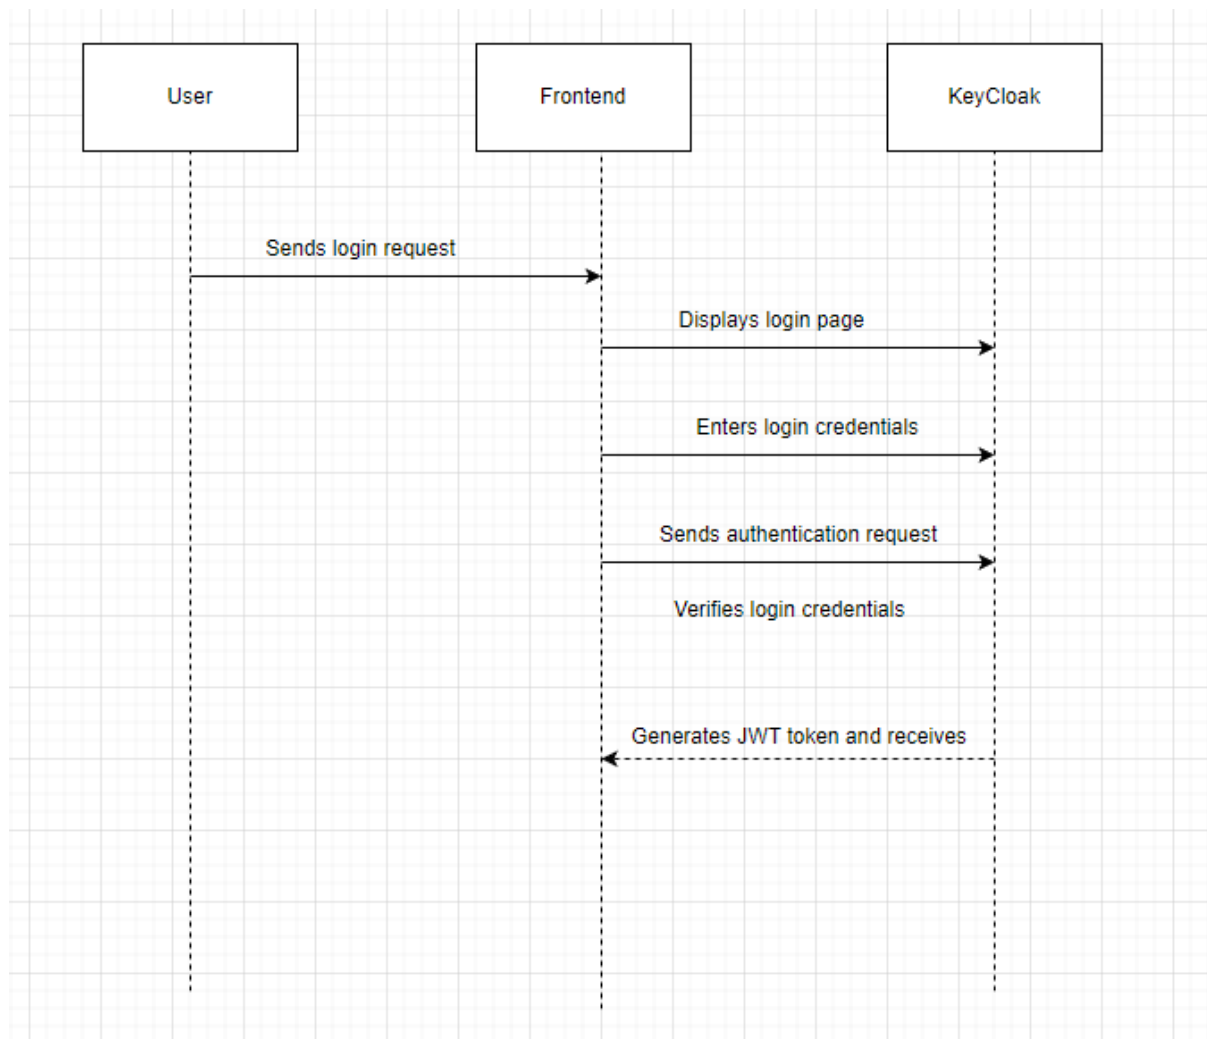 User
Frontend
KeyCloak
Sends login request
Displays login page
Enters login credentials
Sends authentication request
Verifies login credentials
Generates JWT token and receives